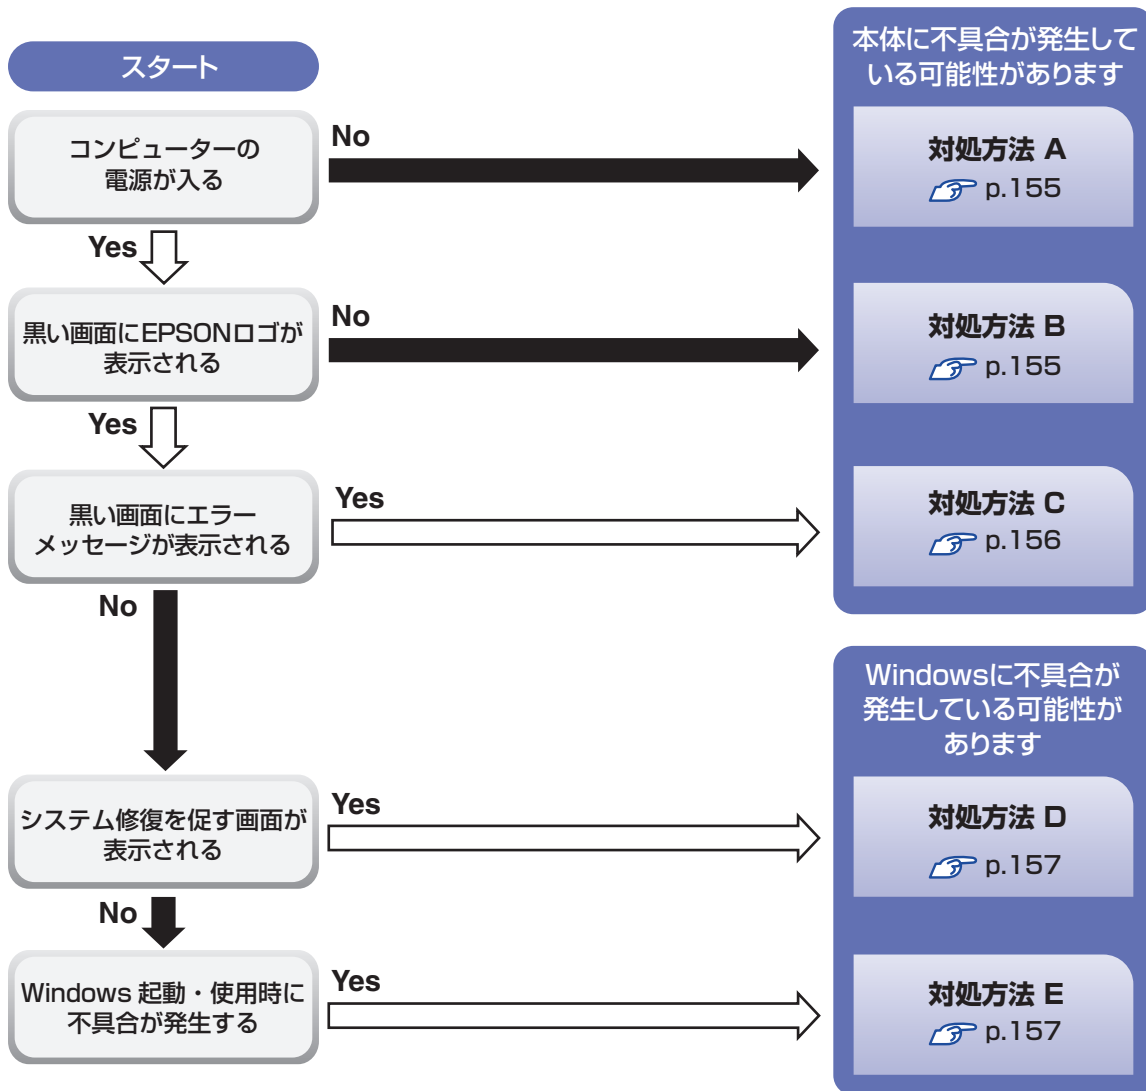 スタート
コンピューターの
電源が入る
No
Yes
黒い画面にEPSONロゴが
表示される
No
Yes
黒い画面にエラー
メッセージが表示される
Yes
No
システム修復を促す画面が
表示される
Yes
No
Windows 起動・使用時に
不具合が発生する
Yes
本体に不具合が発生して
いる可能性があります
対処方法 A
p.155
対処方法 B
p.155
対処方法 C
p.156
Windowsに不具合が
発生している可能性が
あります
対処方法 D
p.157
対処方法 E
p.157